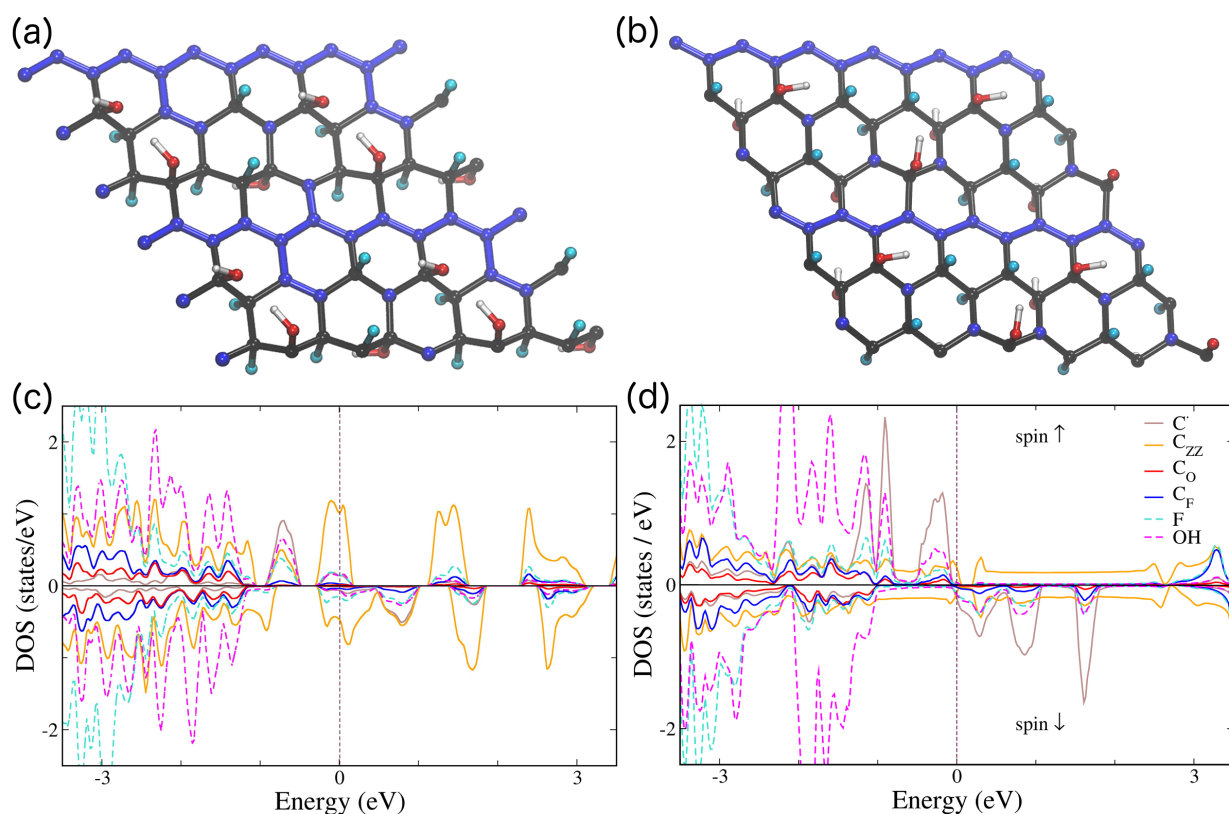 (a)
(b)
(c)
(d)
DOS (states/eV)
2
0
-2
-3
0
3
Energy (eV)
DOS (states / eV)
2
0
-2
-3
0
3
Energy (eV)
spin ↑
spin ↓
C˙
C_ZZ
C_O
C_F
F
OH